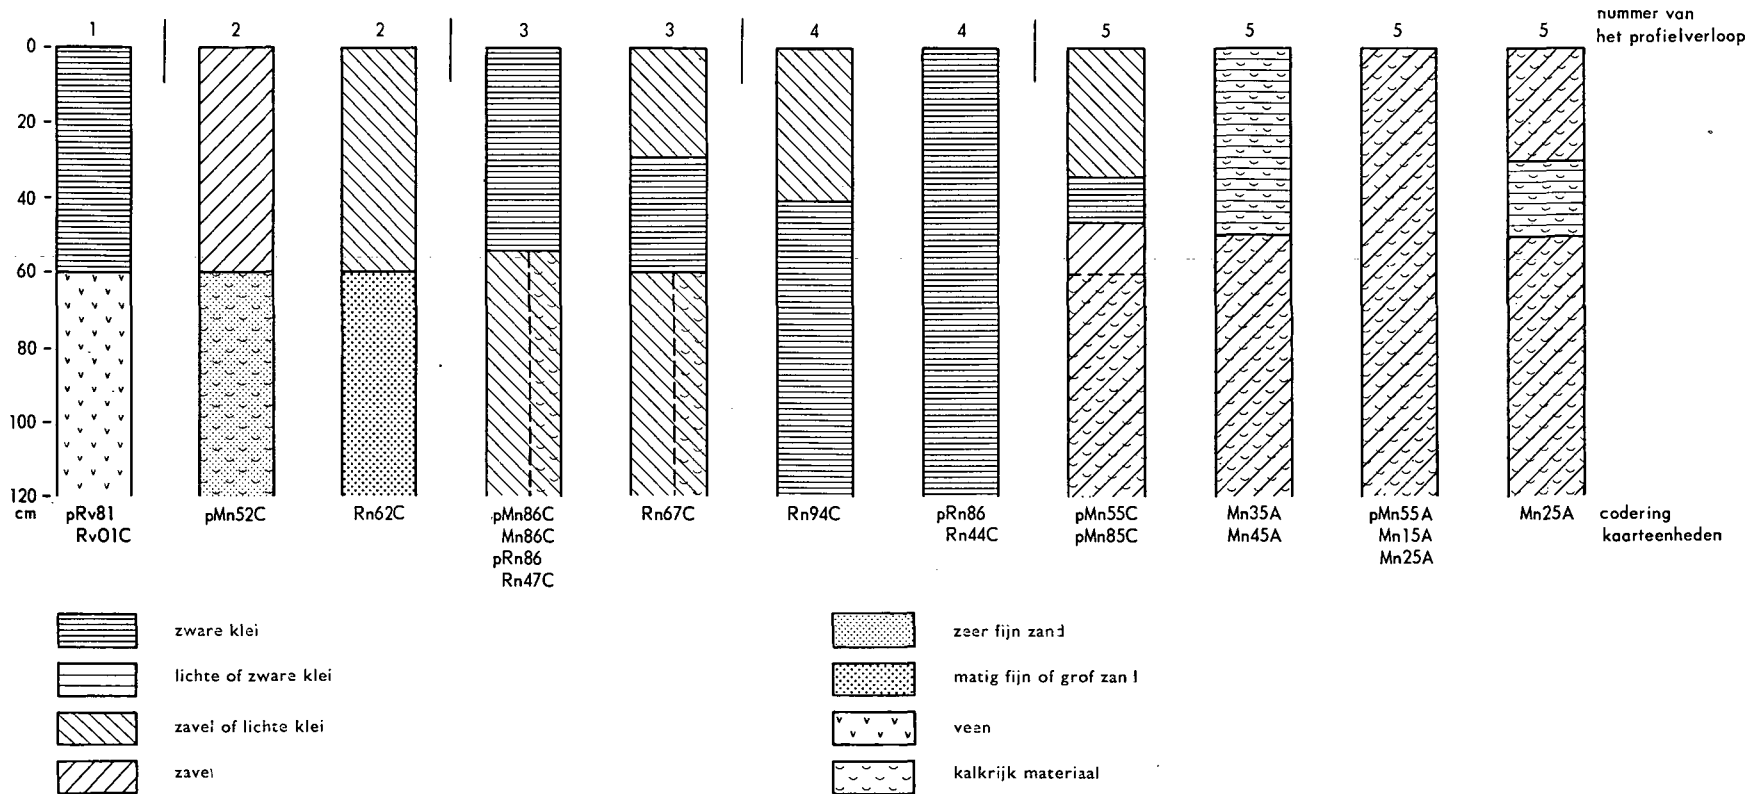 nummer van
het profielverloop
1 2 2 3 3 4 4 5 5 5 5
0
20
40
60
80
100
120
cm
pRv81 pMn52C Rn62C pMn86C Rn67C Rn94C pRn86 pMn55C Mn35A pMn55A Mn25A codering
RvO1C Mn86C Rn44C pMn85C Mn45A Mn15A kaarteenheden
pRn86 Mn25A
Rn47C
zware klei
lichte of zware klei
zavel of lichte klei
zavel
zeer fijn zand
matig fijn of grof zand
veen
kalkrijk materiaal